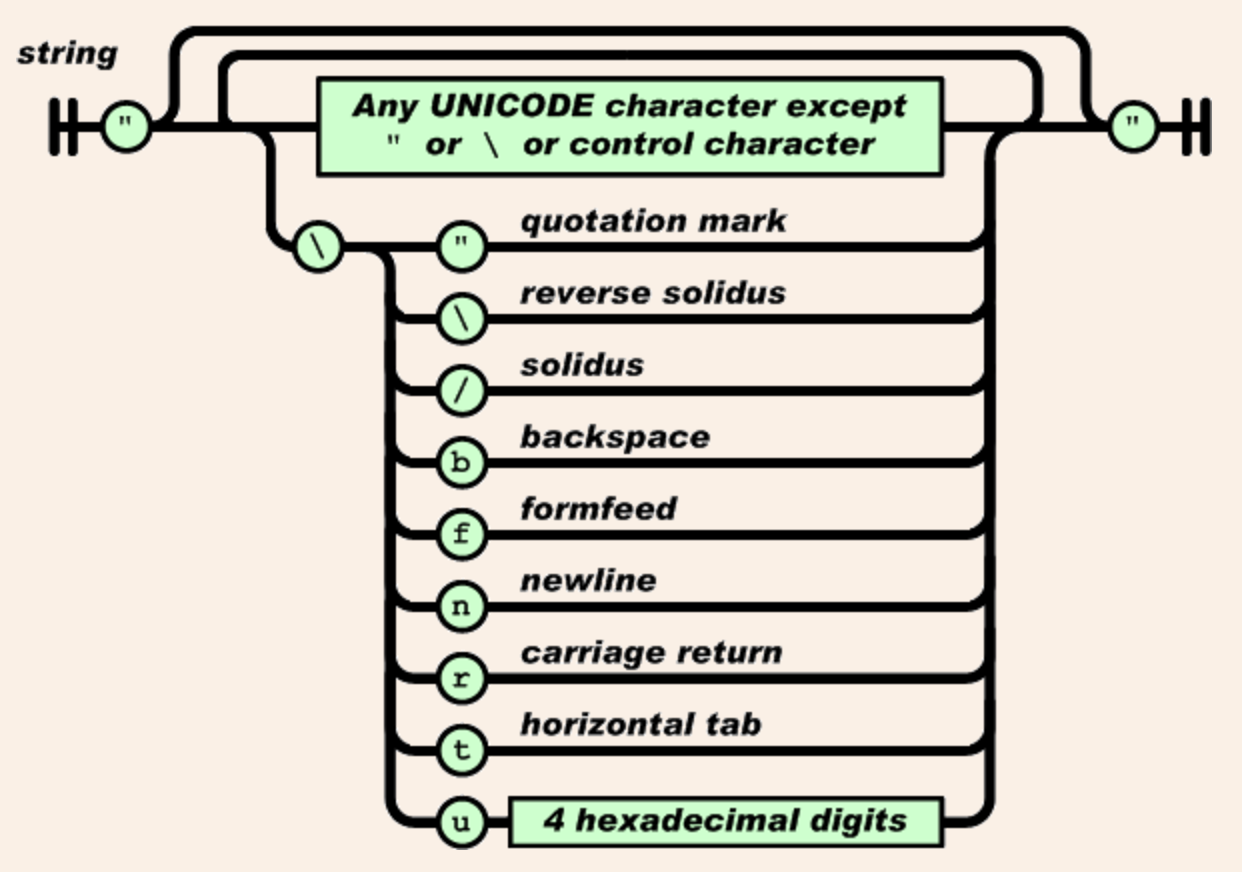 string
"
Any UNICODE character except
" or \ or control character
"
\
" quotation mark
\ reverse solidus
/ solidus
b backspace
f formfeed
n newline
r carriage return
t horizontal tab
u 4 hexadecimal digits